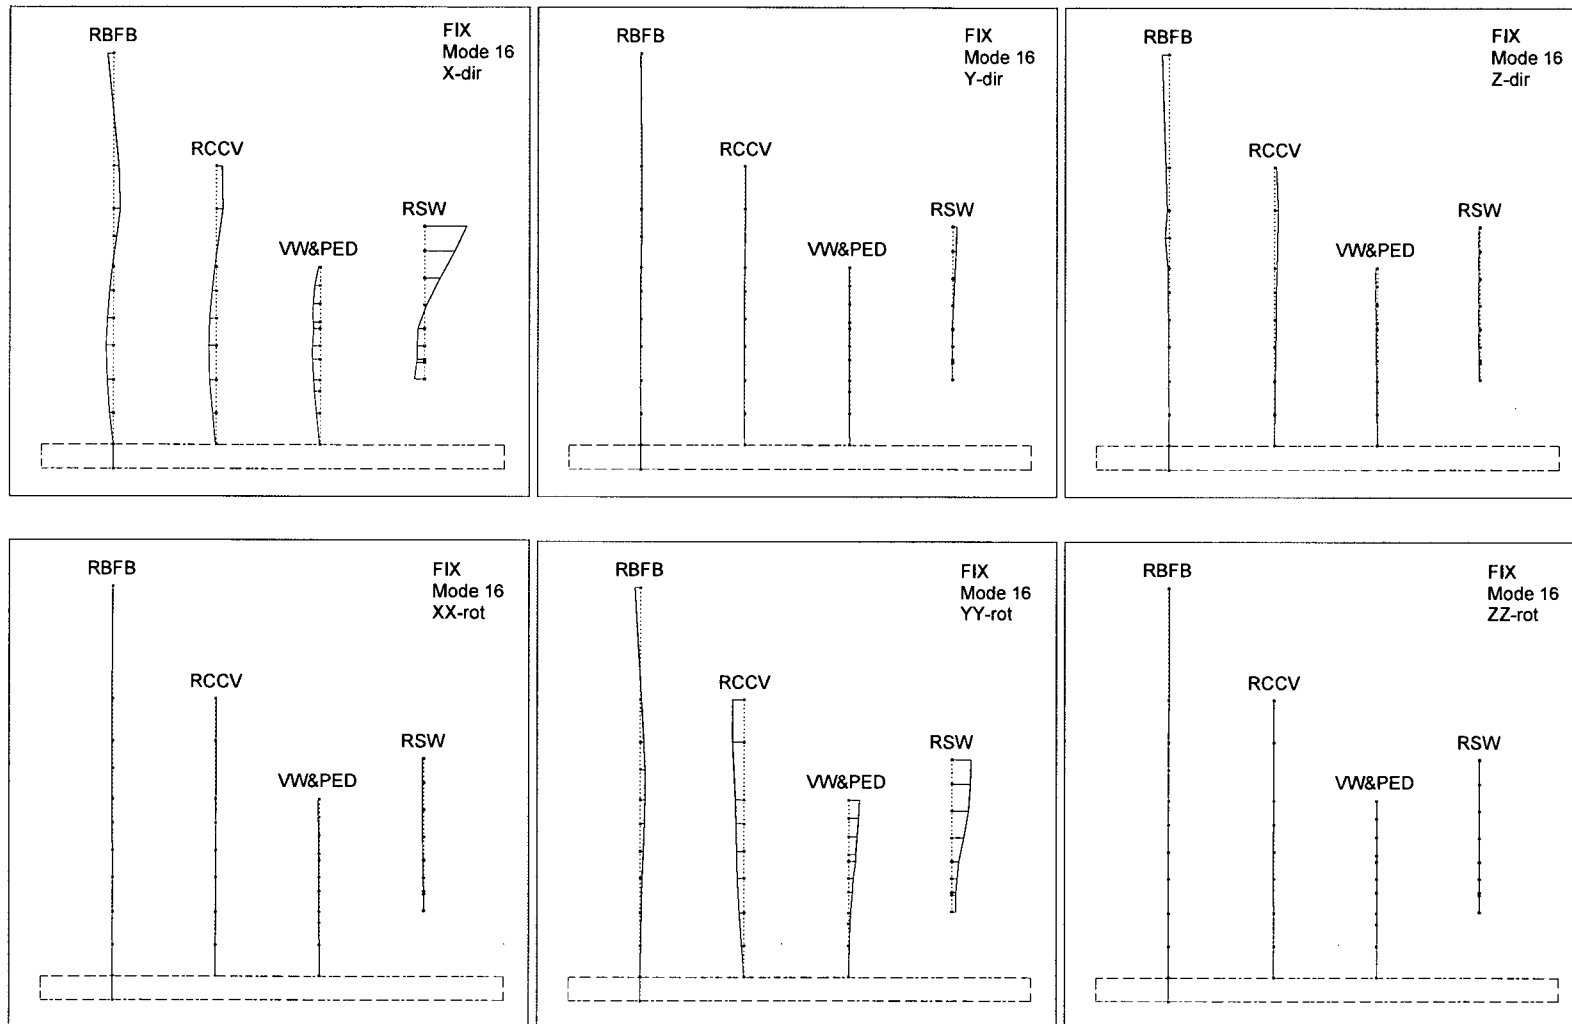 RBFB
FIX
Mode 16
X-dir
RCCV
RSW
VW&PED
RBFB
FIX
Mode 16
Y-dir
RCCV
RSW
VW&PED
RBFB
FIX
Mode 16
Z-dir
RCCV
RSW
VW&PED
RBFB
FIX
Mode 16
XX-rot
RCCV
RSW
VW&PED
RBFB
FIX
Mode 16
YY-rot
RCCV
RSW
VW&PED
RBFB
FIX
Mode 16
ZZ-rot
RCCV
RSW
VW&PED